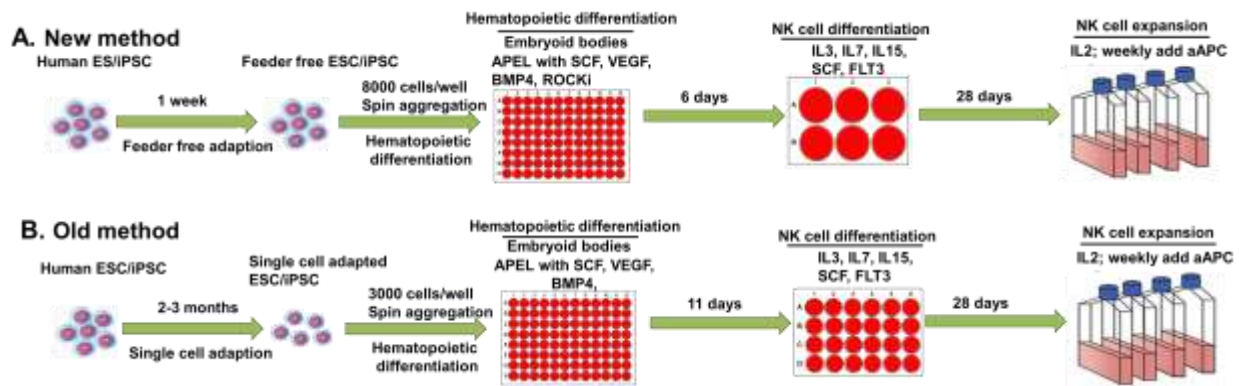 A. New method
Human ES/iPSC
1 week
Feeder free adaption
Feeder free ESC/iPSC
8000 cells/well
Spin aggregation
Hematopoietic
differentiation
Hematopoietic differentiation
Embryoid bodies
APEL with SCF, VEGF,
BMP4, ROCKi
6 days
NK cell differentiation
IL3, IL7, IL15,
SCF, FLT3
28 days
NK cell expansion
IL2; weekly add aAPC
B. Old method
Human ESC/iPSC
2-3 months
Single cell adaption
Single cell adapted
ESC/iPSC
3000 cells/well
Spin aggregation
Hematopoietic
differentiation
Hematopoietic differentiation
Embryoid bodies
APEL with SCF, VEGF,
BMP4,
11 days
NK cell differentiation
IL3, IL7, IL15,
SCF, FLT3
28 days
NK cell expansion
IL2; weekly add aAPC